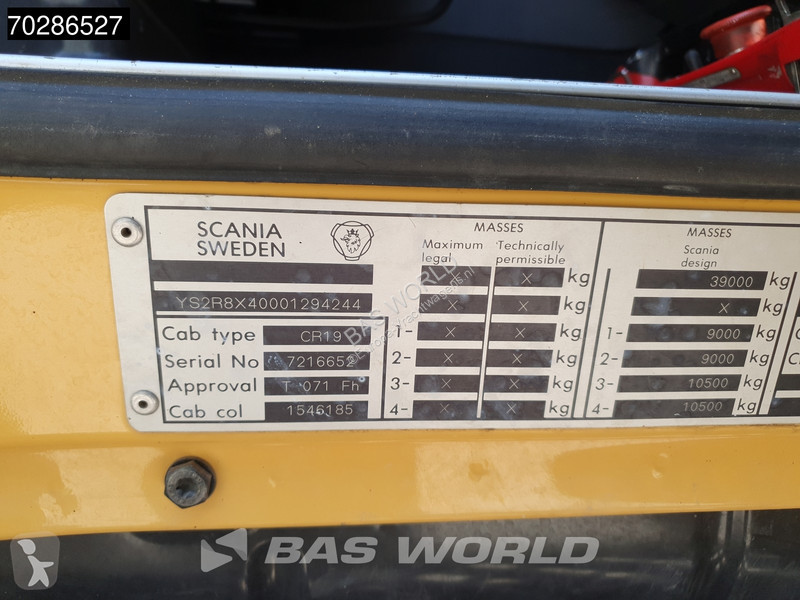 70286527
SCANIA
SWEDEN
YS2R8X40001294244
Cab type CR19
Serial No 7216652
Approval T 071 Fh
Cab col 1546185
MASSES
Maximum legal Technically permissible
X kg
X X kg
1- X X kg
2- X X kg
3- X X kg
4- X X kg
MASSES
Scania design
39000 kg
X kg
1- 9000 kg
2- 9000 kg
3- 10500 kg
4- 10500 kg
BAS WORLD
BAS WORLD